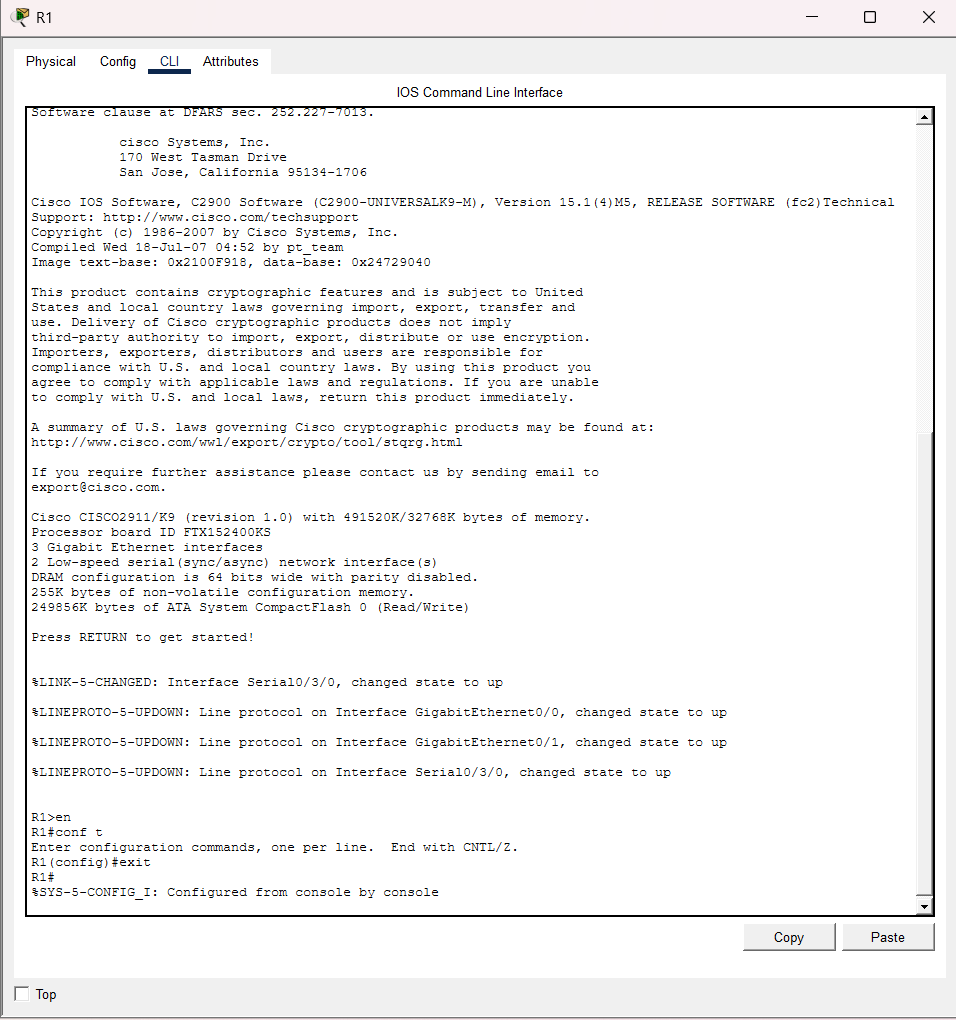 R1
Physical Config CLI Attributes
IOS Command Line Interface
Software clause at DFARS sec. 252.227-7013.
cisco Systems, Inc.
170 West Tasman Drive
San Jose, California 95134-1706
Cisco IOS Software, C2900 Software (C2900-UNIVERSALK9-M), Version 15.1(4)M5, RELEASE SOFTWARE (fc2)Technical
Support: http://www.cisco.com/techsupport
Copyright (c) 1986-2007 by Cisco Systems, Inc.
Compiled Wed 18-Jul-07 04:52 by pt_team
Image text-base: 0x2100F918, data-base: 0x24729040
This product contains cryptographic features and is subject to United
States and local country laws governing import, export, transfer and
use. Delivery of Cisco cryptographic products does not imply
third-party authority to import, export, distribute or use encryption.
Importers, exporters, distributors and users are responsible for
compliance with U.S. and local country laws. By using this product you
agree to comply with applicable laws and regulations. If you are unable
to comply with U.S. and local laws, return this product immediately.
A summary of U.S. laws governing Cisco cryptographic products may be found at:
http://www.cisco.com/wwl/export/crypto/tool/stqrg.html
If you require further assistance please contact us by sending email to
export@cisco.com.
Cisco CISCO2911/K9 (revision 1.0) with 491520K/32768K bytes of memory.
Processor board ID FTX152400KS
3 Gigabit Ethernet interfaces
2 Low-speed serial(sync/async) network interface(s)
DRAM configuration is 64 bits wide with parity disabled.
255K bytes of non-volatile configuration memory.
249856K bytes of ATA System CompactFlash 0 (Read/Write)
Press RETURN to get started!
%LINK-5-CHANGED: Interface Serial0/3/0, changed state to up
%LINEPROTO-5-UPDOWN: Line protocol on Interface GigabitEthernet0/0, changed state to up
%LINEPROTO-5-UPDOWN: Line protocol on Interface GigabitEthernet0/1, changed state to up
%LINEPROTO-5-UPDOWN: Line protocol on Interface Serial0/3/0, changed state to up
R1>en
R1#conf t
Enter configuration commands, one per line.  End with CNTL/Z.
R1(config)#exit
R1#
%SYS-5-CONFIG_I: Configured from console by console
Copy Paste
Top